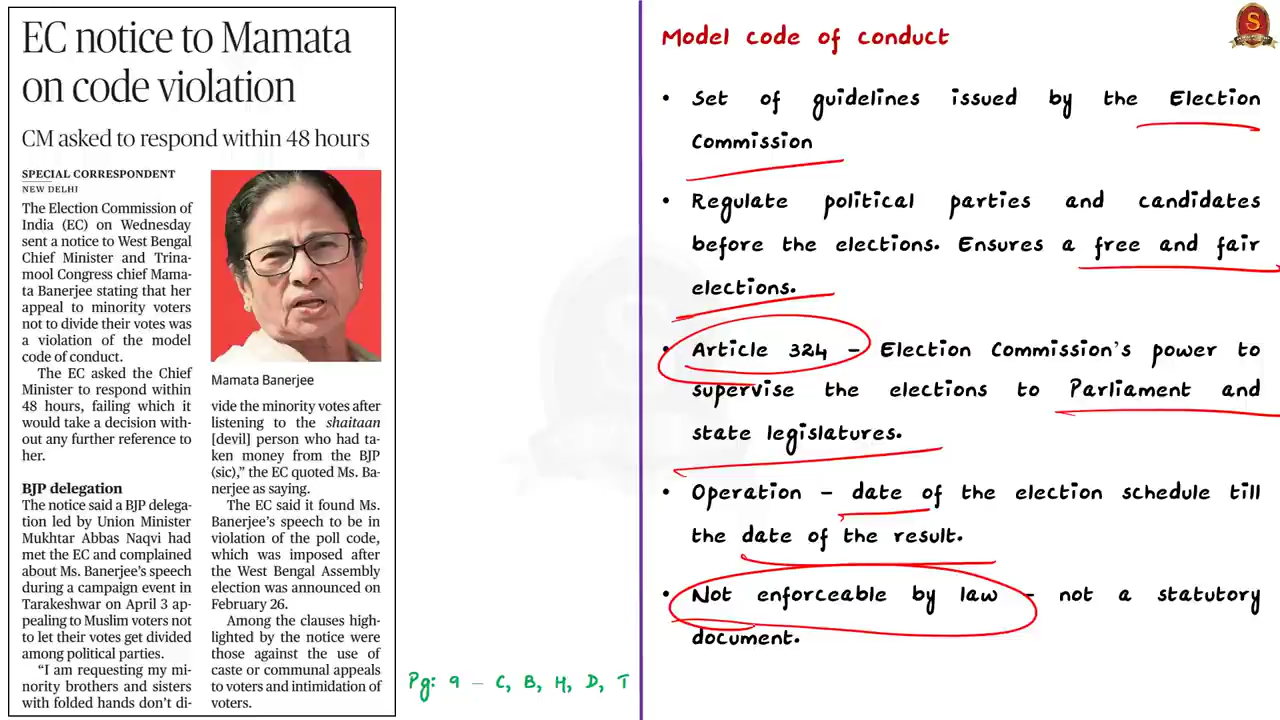 EC notice to Mamata
on code violation
CM asked to respond within 48 hours
SPECIAL CORRESPONDENT
NEW DELHI
The Election Commission of
India (EC) on Wednesday
sent a notice to West Bengal
Chief Minister and Trina-
mool Congress chief Mama-
ta Banerjee stating that her
appeal to minority voters
not to divide their votes was
a violation of the model
code of conduct.
The EC asked the Chief
Minister to respond within
48 hours, failing which it
would take a decision with-
out any further reference to
her.
BJP delegation
The notice said a BJP delega-
tion led by Union Minister
Mukhtar Abbas Naqvi had
met the EC and complained
about Ms. Banerjee's speech
during a campaign event in
Tarakeshwar on April 3 ap-
pealing to Muslim voters not
to let their votes get divided
among political parties.
"I am requesting my mi-
nority brothers and sisters
with folded hands don't di-
Mamata Banerjee
vide the minority votes after
listening to the shaitaan
[devil] person who had ta-
ken money from the BJP
(sic)," the EC quoted Ms. Ba-
nerjee as saying.
The EC said it found Ms.
Banerjee's speech to be in
violation of the poll code,
which was imposed after
the West Bengal Assembly
election was announced on
February 26.
Among the clauses high-
lighted by the notice were
those against the use of
caste or communal appeals
to voters and intimidation of
voters.
Pg: 9 - C, B, H, D, T
Model code of conduct
• Set of guidelines issued by the Election
Commission
• Regulate political parties and candidates
before the elections. Ensures a free and fair
elections.
• Article 324 - Election Commission's power to
supervise the elections to Parliament and
state legislatures.
• Operation - date of the election schedule till
the date of the result.
• Not enforceable by law - not a statutory
document.